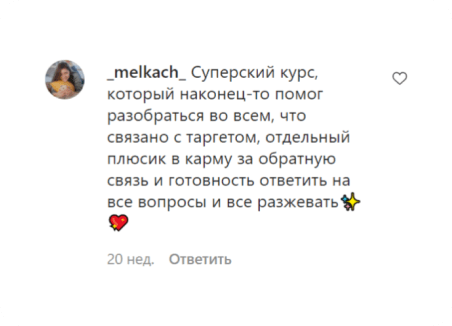 _melkach_ Суперский курс,
который наконец-то помог
разобраться во всем, что
связано с таргетом, отдельный
плюсик в карму за обратную
связь и готовность ответить на
все вопросы и все разжевать✨
💖
20 нед. Ответить